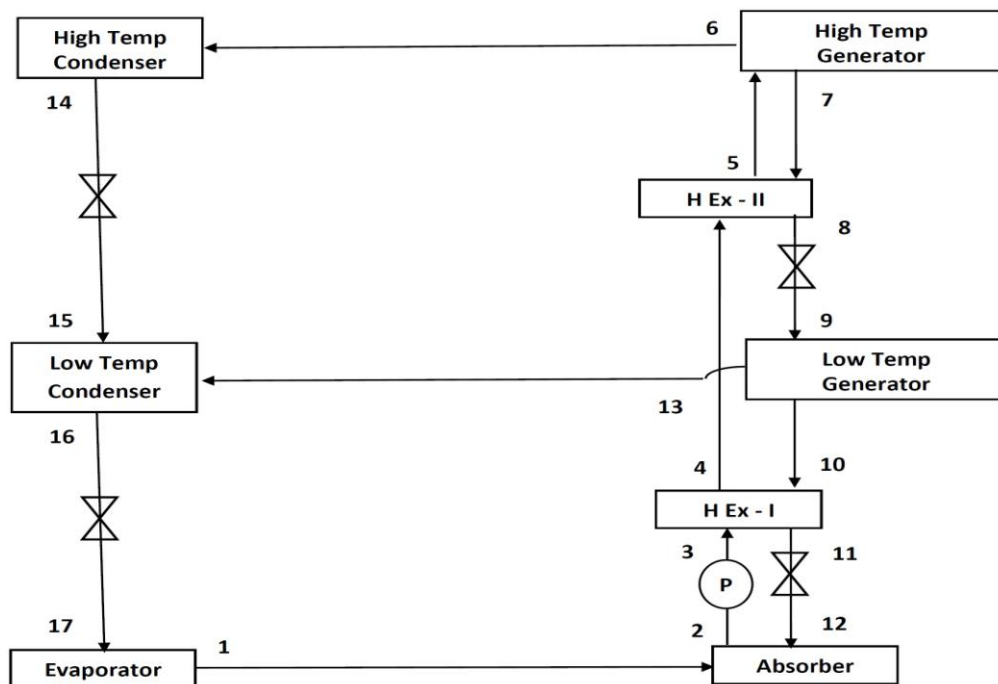 High Temp
Condenser
6
High Temp
Generator
14
7
5
H Ex - II
8
15
9
Low Temp
Condenser
Low Temp
Generator
13
16
4
10
H Ex - I
3
11
P
17
1
2
12
Evaporator
Absorber